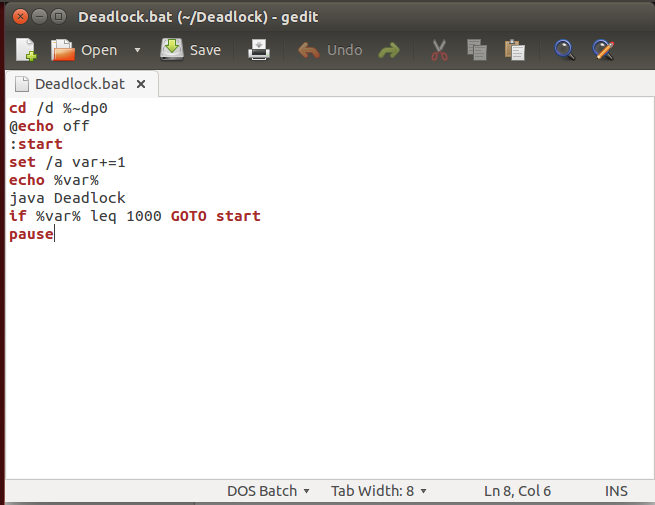 Deadlock.bat (~/Deadlock) - gedit
Open Save Undo
Deadlock.bat
cd /d %~dp0
@echo off
:start
set /a var+=1
echo %var%
java Deadlock
if %var% leq 1000 GOTO start
pause
DOS Batch Tab Width: 8 Ln 8, Col 6 INS